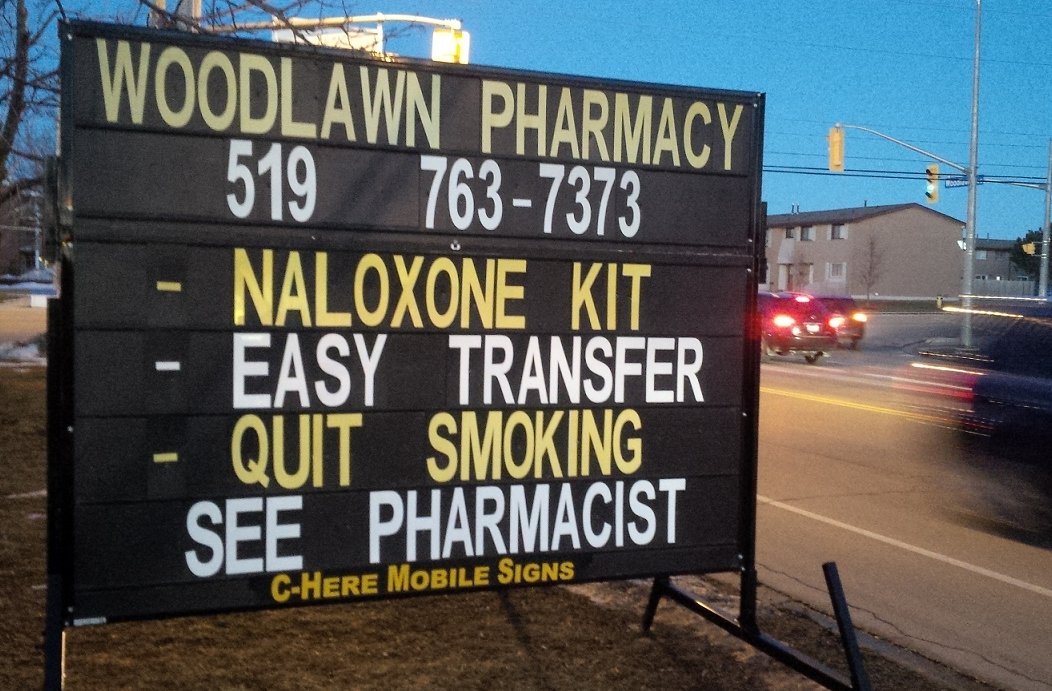 WOODLAWN PHARMACY
519 763-7373
- NALOXONE KIT
- EASY TRANSFER
- QUIT SMOKING
SEE PHARMACIST
C-HERE MOBILE SIGNS